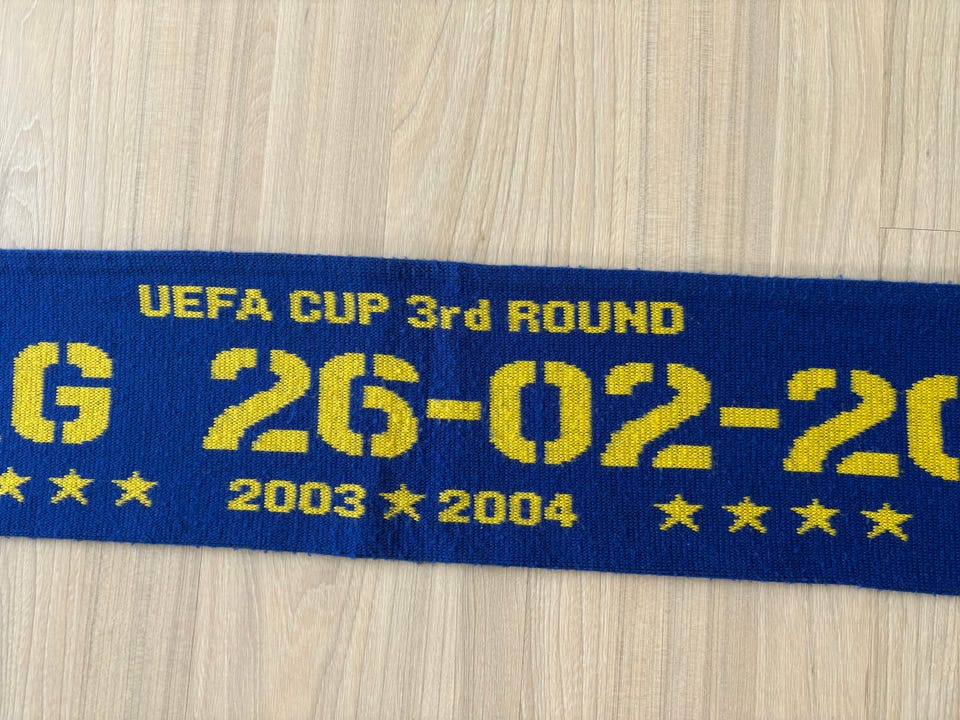 UEFA CUP 3rd ROUND
G 26-02-20
2003 ★ 2004